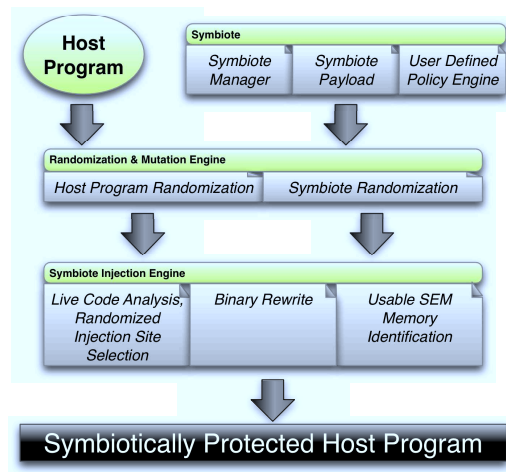 Host
Program
Symbiote
Symbiote
Manager
Symbiote
Payload
User Defined
Policy Engine
Randomization & Mutation Engine
Host Program Randomization
Symbiote Randomization
Symbiote Injection Engine
Live Code Analysis,
Randomized
Injection Site
Selection
Binary Rewrite
Usable SEM
Memory
Identification
Symbiotically Protected Host Program